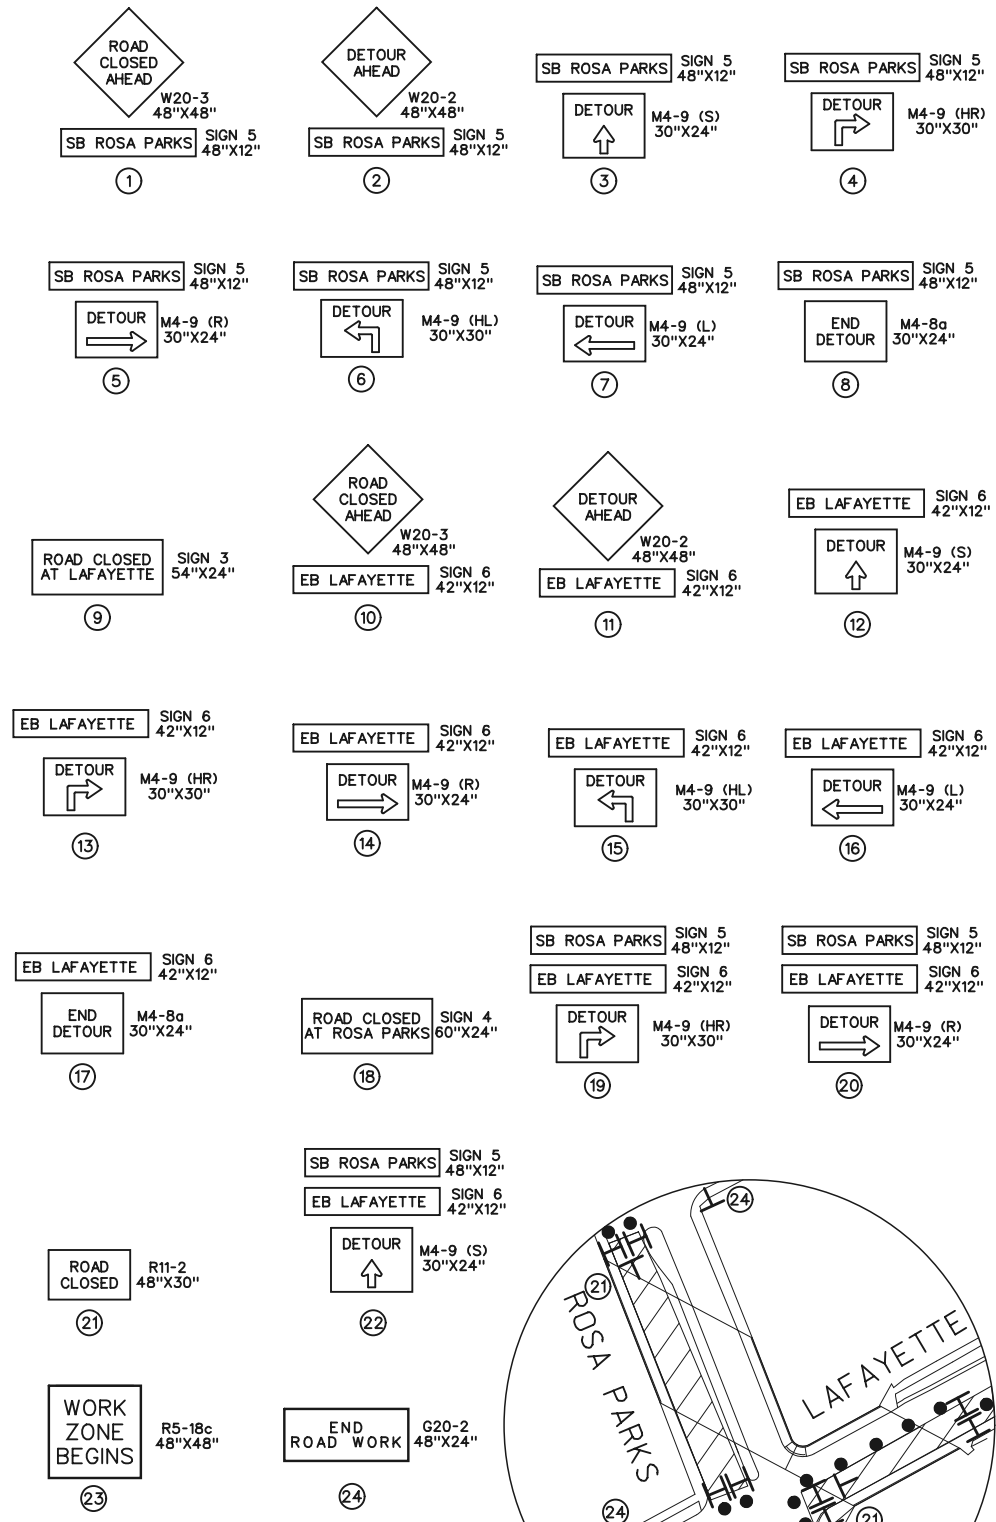 ROAD
CLOSED
AHEAD
W20-3
48"X48"
SB ROSA PARKS
SIGN 5
48"X12"
1
DETOUR
AHEAD
W20-2
48"X48"
SB ROSA PARKS
SIGN 5
48"X12"
2
SB ROSA PARKS
SIGN 5
48"X12"
DETOUR
M4-9 (S)
30"X24"
3
SB ROSA PARKS
SIGN 5
48"X12"
DETOUR
M4-9 (HR)
30"X30"
4
SB ROSA PARKS
SIGN 5
48"X12"
DETOUR
M4-9 (R)
30"X24"
5
SB ROSA PARKS
SIGN 5
48"X12"
DETOUR
M4-9 (HL)
30"X30"
6
SB ROSA PARKS
SIGN 5
48"X12"
DETOUR
M4-9 (L)
30"X24"
7
SB ROSA PARKS
SIGN 5
48"X12"
END
DETOUR
M4-8a
30"X24"
8
ROAD CLOSED
AT LAFAYETTE
SIGN 3
54"X24"
9
ROAD
CLOSED
AHEAD
W20-3
48"X48"
EB LAFAYETTE
SIGN 6
42"X12"
10
DETOUR
AHEAD
W20-2
48"X48"
EB LAFAYETTE
SIGN 6
42"X12"
11
EB LAFAYETTE
SIGN 6
42"X12"
DETOUR
M4-9 (S)
30"X24"
12
EB LAFAYETTE
SIGN 6
42"X12"
DETOUR
M4-9 (HR)
30"X30"
13
EB LAFAYETTE
SIGN 6
42"X12"
DETOUR
M4-9 (R)
30"X24"
14
EB LAFAYETTE
SIGN 6
42"X12"
DETOUR
M4-9 (HL)
30"X30"
15
EB LAFAYETTE
SIGN 6
42"X12"
DETOUR
M4-9 (L)
30"X24"
16
EB LAFAYETTE
SIGN 6
42"X12"
END
DETOUR
M4-8a
30"X24"
17
ROAD CLOSED
AT ROSA PARKS
SIGN 4
60"X24"
18
SB ROSA PARKS
SIGN 5
48"X12"
EB LAFAYETTE
SIGN 6
42"X12"
DETOUR
M4-9 (HR)
30"X30"
19
SB ROSA PARKS
SIGN 5
48"X12"
EB LAFAYETTE
SIGN 6
42"X12"
DETOUR
M4-9 (R)
30"X24"
20
ROAD
CLOSED
R11-2
48"X30"
21
SB ROSA PARKS
SIGN 5
48"X12"
EB LAFAYETTE
SIGN 6
42"X12"
DETOUR
M4-9 (S)
30"X24"
22
WORK
ZONE
BEGINS
R5-18c
48"X48"
23
END
ROAD WORK
G20-2
48"X24"
24
24
21
ROSA PARKS
LAFAYETTE
24
21